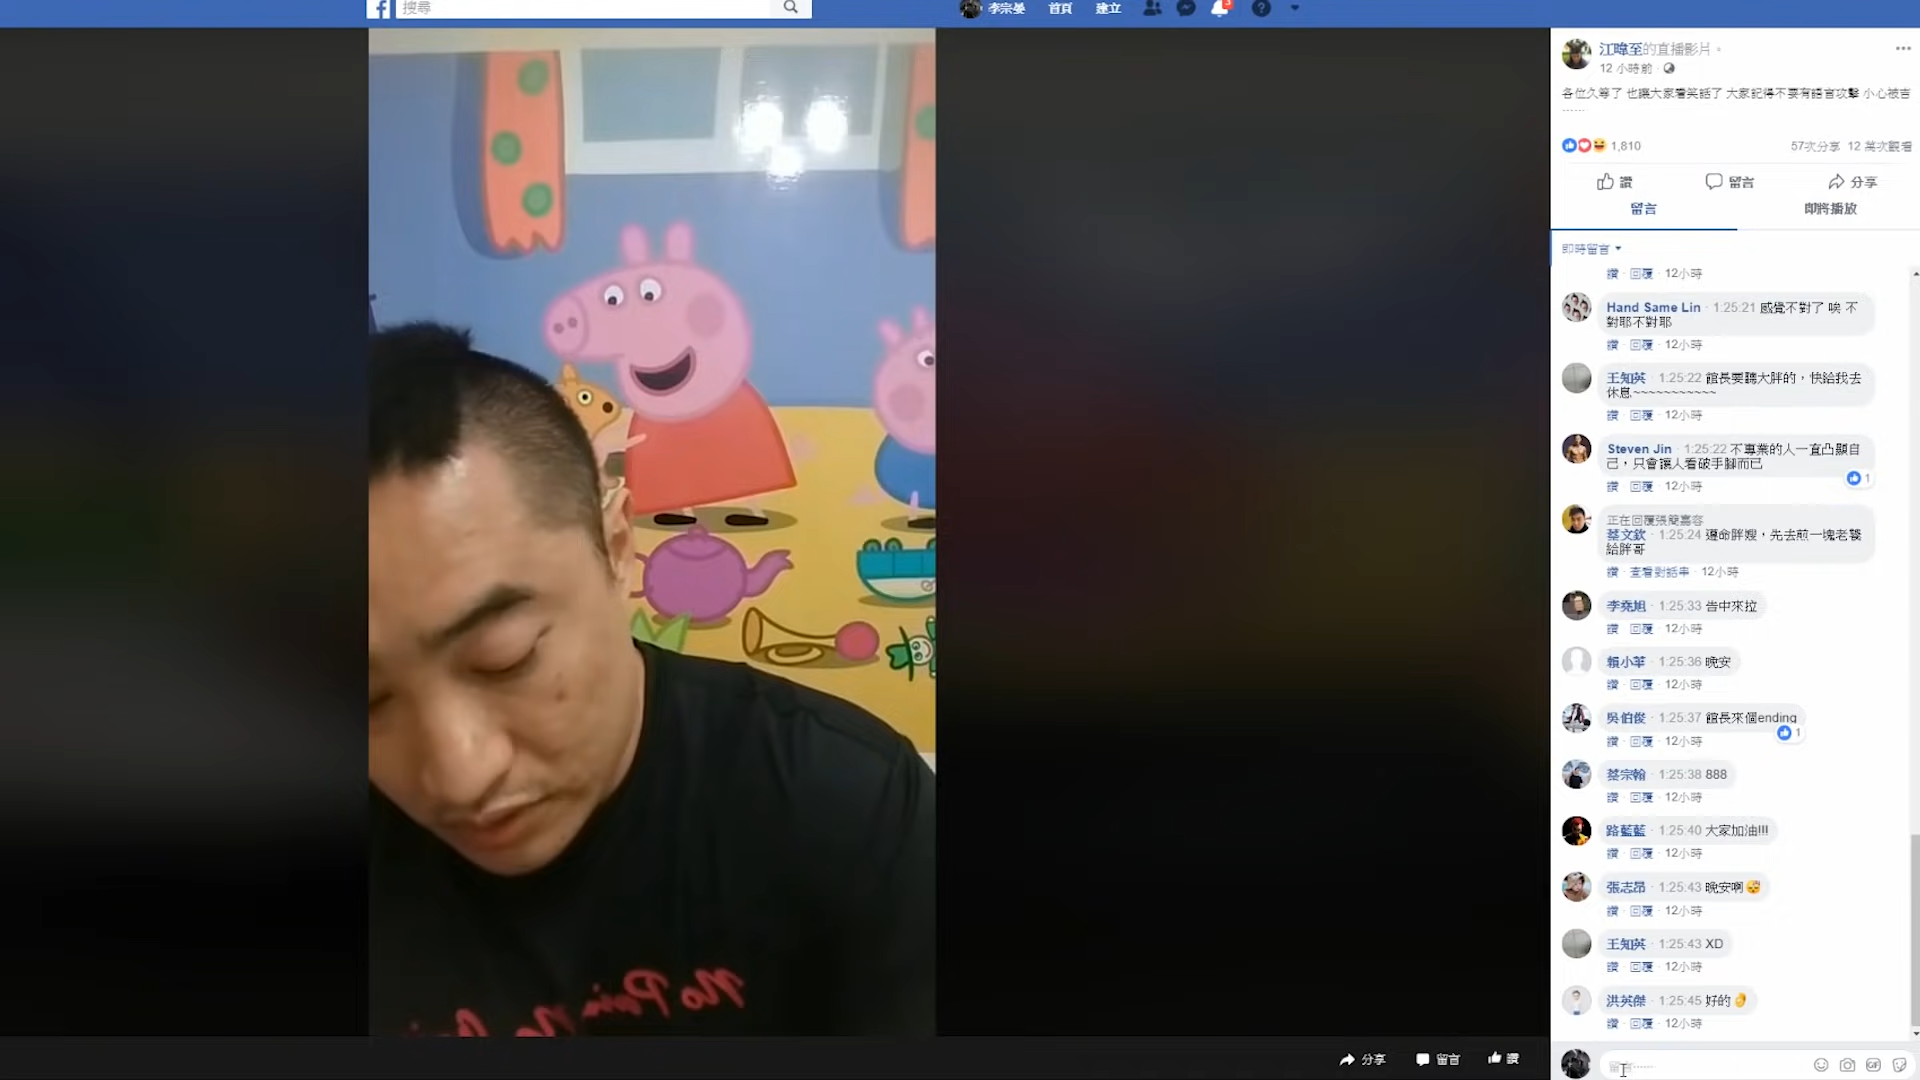 搜尋
李宗晏 首頁 建立
3
江暐至的直播影片。
12 小時前 ·
各位久等了 也讓大家看笑話了 大家記得不要有語言攻擊 小心被告
......
1,810
57次分享 12 萬次觀看
讚 留言 分享
留言 即將播放
即時留言
讚 · 回覆 · 12小時
Hand Same Lin · 1:25:21 感覺不對了 唉 不
對耶不對耶
讚 · 回覆 · 12小時
王知英 · 1:25:22 館長要聽大胖的，快給我去
休息~~~~~~~~~~~
讚 · 回覆 · 12小時
Steven Jin · 1:25:22 不專業的人一直凸顯自
己，只會讓人看破手腳而已
1
讚 · 回覆 · 12小時
正在回覆張簡嘉容
蔡文欽 · 1:25:24 遵命胖嫂，先去煎一塊老饕
給胖哥
讚 · 查看對話串 · 12小時
李堯旭 · 1:25:33 告中來拉
讚 · 回覆 · 12小時
賴小華 · 1:25:36 晚安
讚 · 回覆 · 12小時
吳伯俊 · 1:25:37 館長來個ending
1
讚 · 回覆 · 12小時
蔡宗翰 · 1:25:38 888
讚 · 回覆 · 12小時
路藍藍 · 1:25:40 大家加油!!!
讚 · 回覆 · 12小時
張志昂 · 1:25:43 晚安啊😴
讚 · 回覆 · 12小時
王知英 · 1:25:43 XD
讚 · 回覆 · 12小時
洪英傑 · 1:25:45 好的👌
讚 · 回覆 · 12小時
No Pain No
分享 留言 讚
GIF